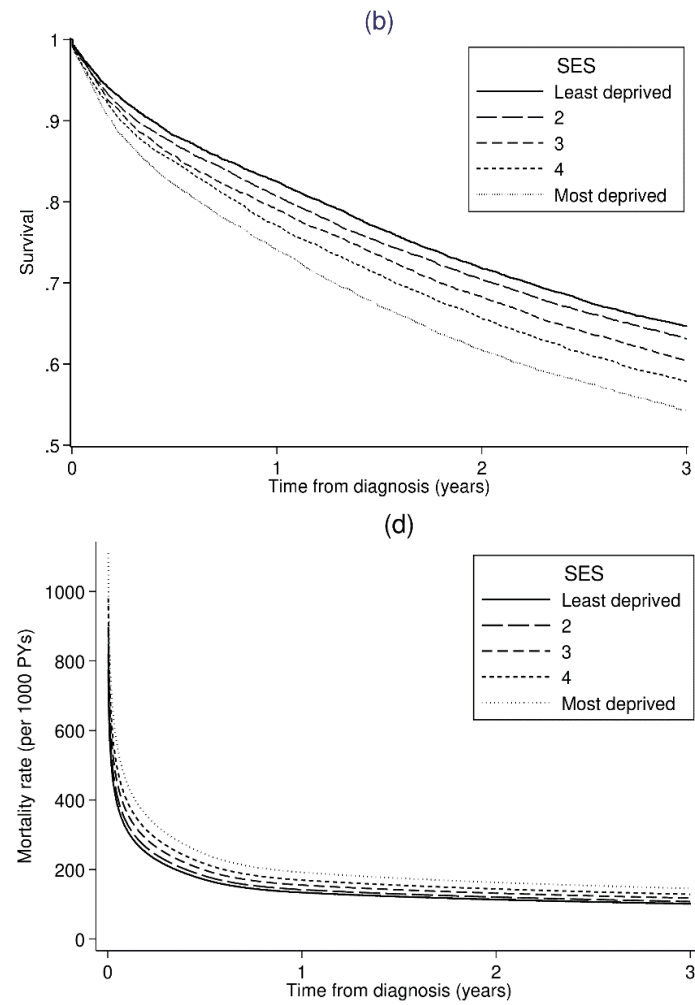 (b)
1
.9
.8
.7
.6
.5
Survival
0
1
2
3
Time from diagnosis (years)
SES
Least deprived
2
3
4
Most deprived
(d)
1000
800
600
400
200
0
Mortality rate (per 1000 PYs)
0
1
2
3
Time from diagnosis (years)
SES
Least deprived
2
3
4
Most deprived